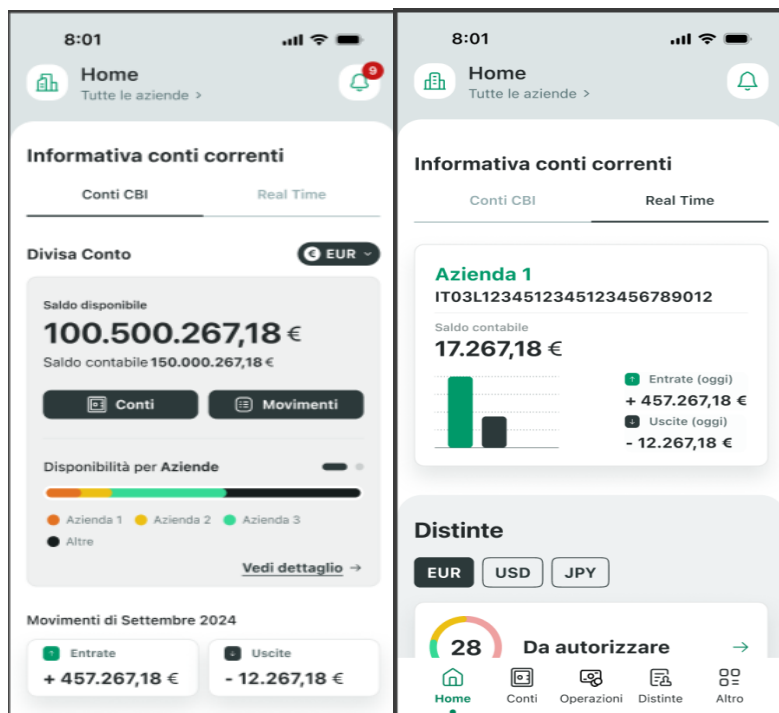 8:01
Home
9
Tutte le aziende >
Informativa conti correnti
Conti CBI
Real Time
Divisa Conto
€ EUR
Saldo disponibile
100.500.267,18 €
Saldo contabile 150.000.267,18 €
Conti
Movimenti
Disponibilità per Aziende
Azienda 1
Azienda 2
Azienda 3
Altre
Vedi dettaglio →
Movimenti di Settembre 2024
Entrate
+ 457.267,18 €
Uscite
- 12.267,18 €
8:01
Home
Tutte le aziende >
Informativa conti correnti
Conti CBI
Real Time
Azienda 1
IT03L1234512345123456789012
Saldo contabile
17.267,18 €
Entrate (oggi)
+ 457.267,18 €
Uscite (oggi)
- 12.267,18 €
Distinte
EUR
USD
JPY
28
Da autorizzare →
Home
Conti
Operazioni
Distinte
Altro